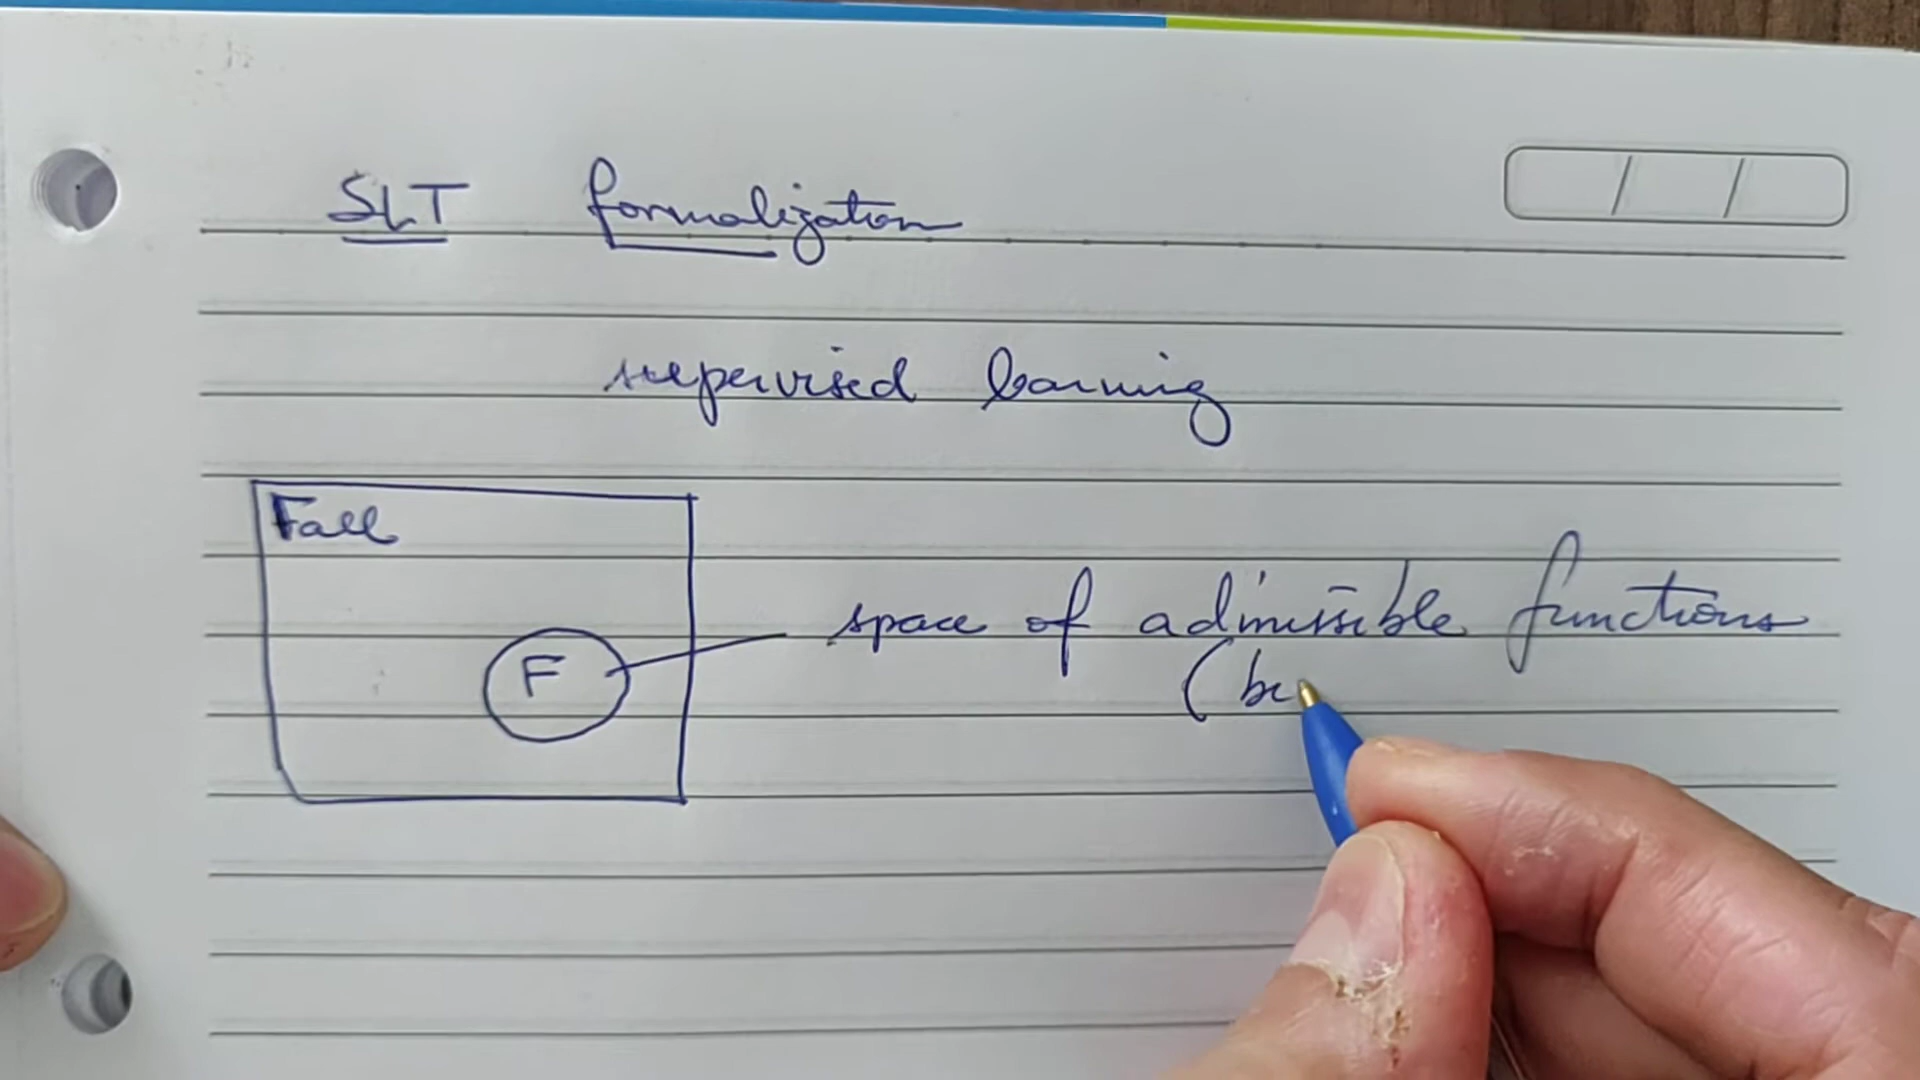 SLT formalization
supervised learning
Fall
F
space of admissible functions
(